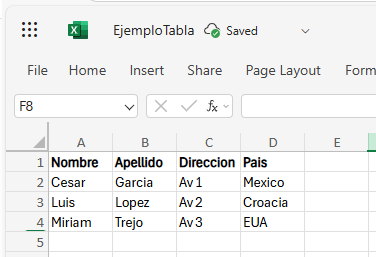 EjemploTabla Saved
File Home Insert Share Page Layout Form
F8 fx
A B C D E
1 Nombre Apellido Direccion Pais
2 Cesar Garcia Av 1 Mexico
3 Luis Lopez Av 2 Croacia
4 Miriam Trejo Av 3 EUA
5